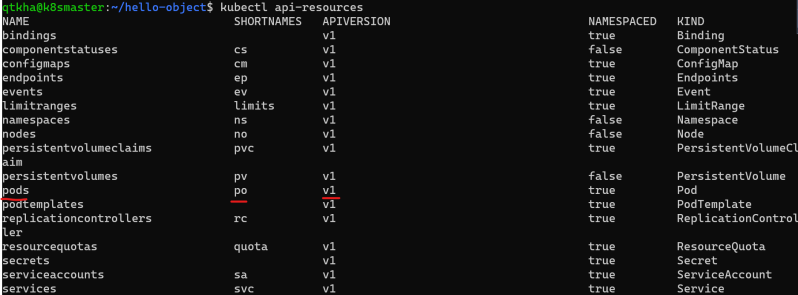 qtkha@k8smaster:~/hello-object$ kubectl api-resources
NAME SHORTNAMES APIVERSION NAMESPACED KIND
bindings v1 true Binding
componentstatuses cs v1 false ComponentStatus
configmaps cm v1 true ConfigMap
endpoints ep v1 true Endpoints
events ev v1 true Event
limitranges limits v1 true LimitRange
namespaces ns v1 false Namespace
nodes no v1 false Node
persistentvolumeclaims pvc v1 true PersistentVolumeCl
aim
persistentvolumes pv v1 false PersistentVolume
pods po v1 true Pod
podtemplates v1 true PodTemplate
replicationcontrollers rc v1 true ReplicationControl
ler
resourcequotas quota v1 true ResourceQuota
secrets v1 true Secret
serviceaccounts sa v1 true ServiceAccount
services svc v1 true Service